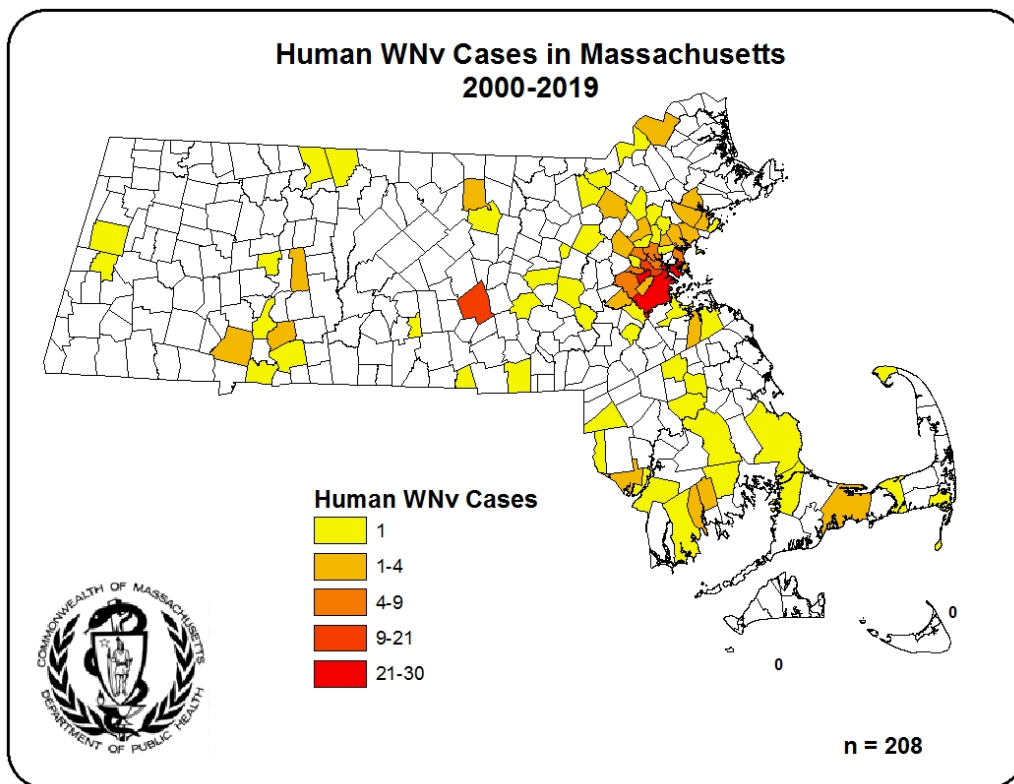 Human WNv Cases in Massachusetts
2000-2019
Human WNv Cases
1
1-4
4-9
9-21
21-30
0
0
n = 208
COMMONWEALTH OF MASSACHUSETTS
DEPARTMENT OF PUBLIC HEALTH